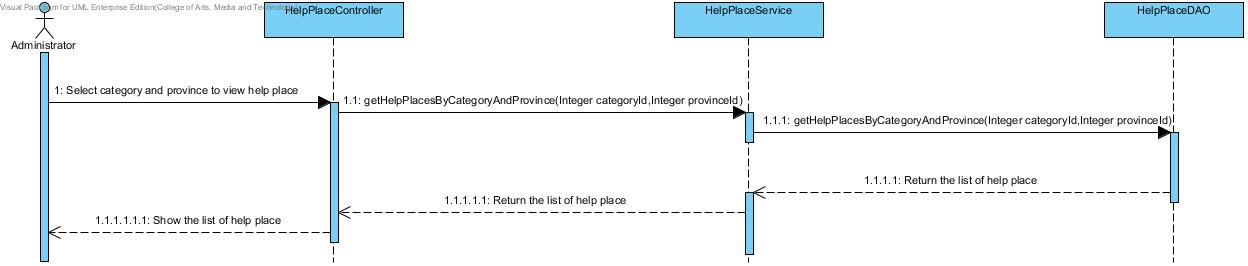 Visual Paradigm for UML Enterprise Edition(College of Arts, Media and Technology
HelpPlaceController
HelpPlaceService
HelpPlaceDAO
Administrator
1: Select category and province to view help place
1.1: getHelpPlacesByCategoryAndProvince(Integer categoryId,Integer provinceId)
1.1.1: getHelpPlacesByCategoryAndProvince(Integer categoryId,Integer provinceId)
1.1.1.1: Return the list of help place
1.1.1.1.1: Return the list of help place
1.1.1.1.1.1: Show the list of help place